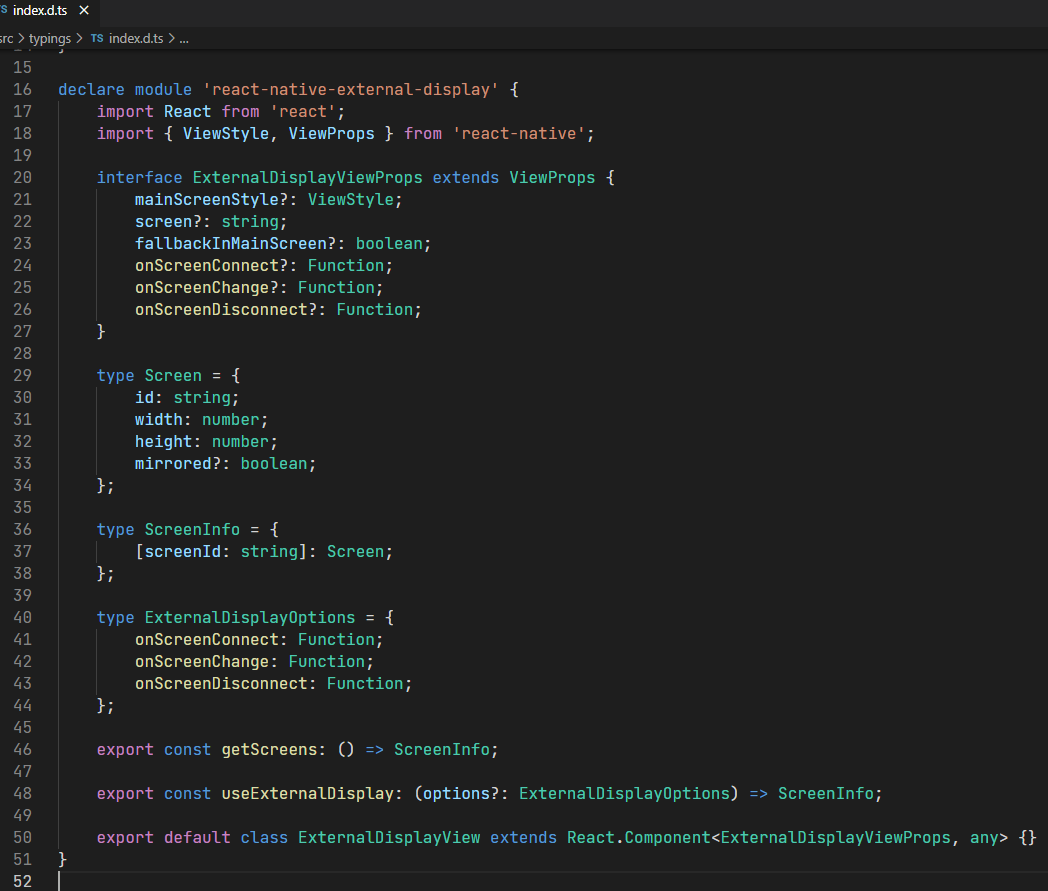 TS index.d.ts ×
src > typings > TS index.d.ts > ...
15
16 declare module 'react-native-external-display' {
17     import React from 'react';
18     import { ViewStyle, ViewProps } from 'react-native';
19
20     interface ExternalDisplayViewProps extends ViewProps {
21         mainScreenStyle?: ViewStyle;
22         screen?: string;
23         fallbackInMainScreen?: boolean;
24         onScreenConnect?: Function;
25         onScreenChange?: Function;
26         onScreenDisconnect?: Function;
27     }
28
29     type Screen = {
30         id: string;
31         width: number;
32         height: number;
33         mirrored?: boolean;
34     };
35
36     type ScreenInfo = {
37         [screenId: string]: Screen;
38     };
39
40     type ExternalDisplayOptions = {
41         onScreenConnect: Function;
42         onScreenChange: Function;
43         onScreenDisconnect: Function;
44     };
45
46     export const getScreens: () => ScreenInfo;
47
48     export const useExternalDisplay: (options?: ExternalDisplayOptions) => ScreenInfo;
49
50     export default class ExternalDisplayView extends React.Component<ExternalDisplayViewProps, any> {}
51 }
52